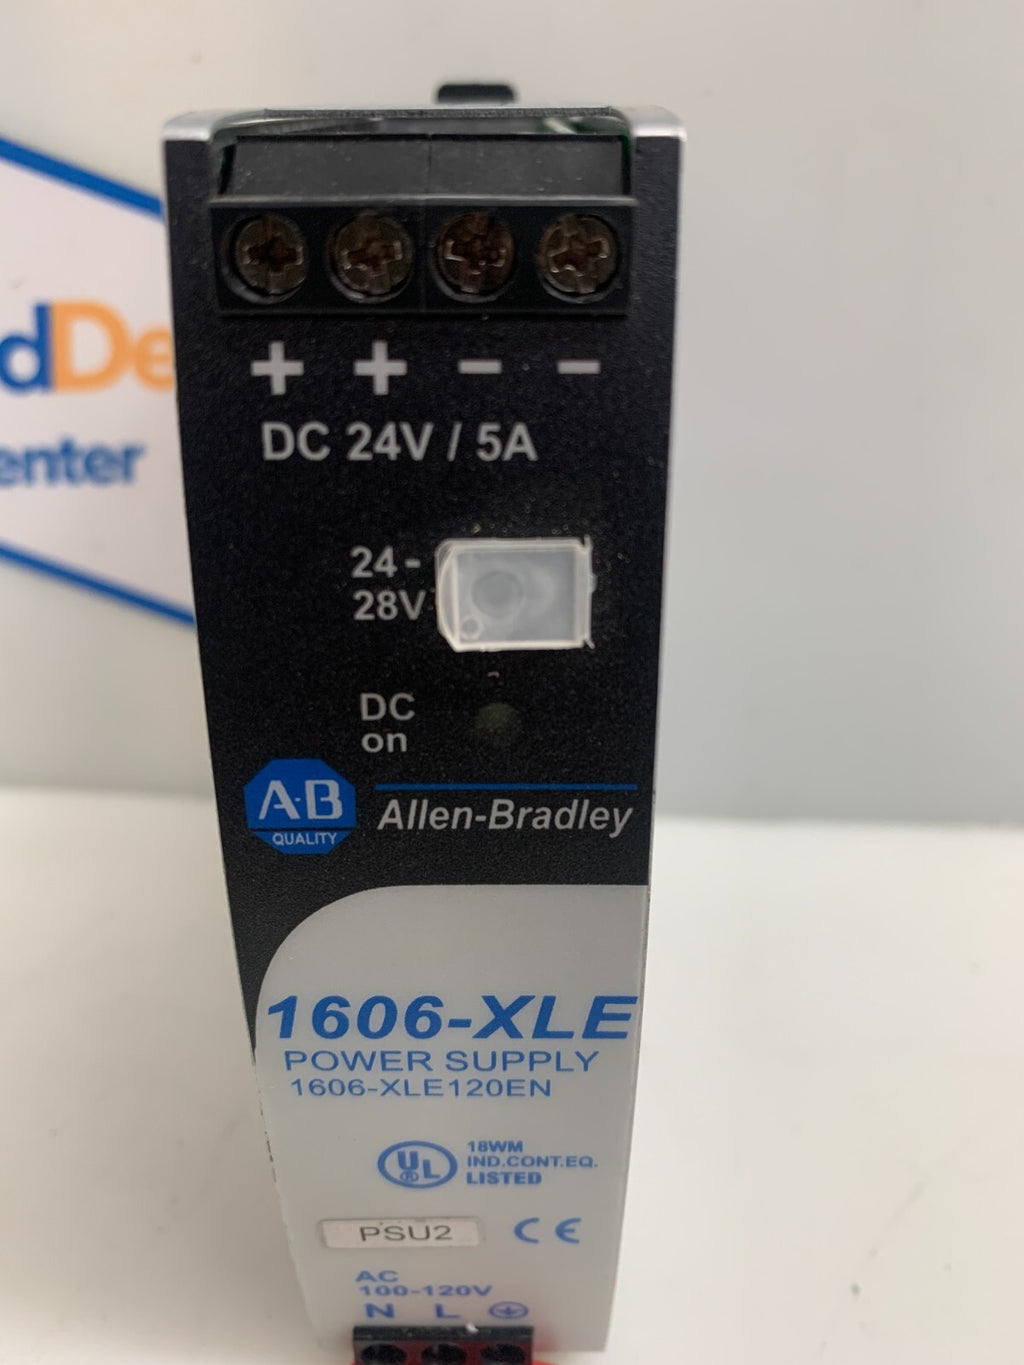 + + - -
DC 24V / 5A
24-
28V
DC
on
A-B
QUALITY
Allen-Bradley
1606-XLE
POWER SUPPLY
1606-XLE120EN
UL
®
18WM
IND.CONT.EQ.
LISTED
PSU2
CE
AC
100-120V
N L